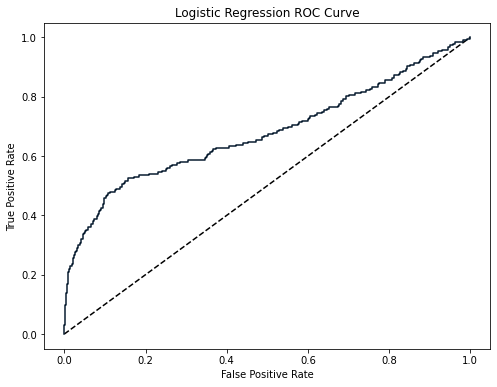 Logistic Regression ROC Curve
1.0
0.8
0.6
0.4
0.2
0.0
True Positive Rate
0.0 0.2 0.4 0.6 0.8 1.0
False Positive Rate